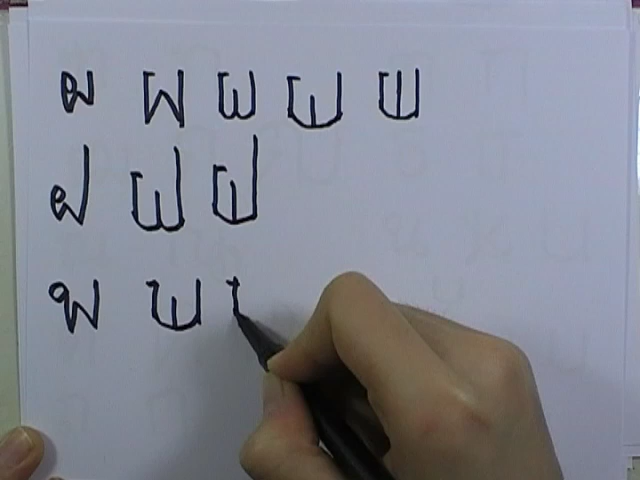 ผ ผ ผ ผ ผ
ฝ ฝ ฝ
พ พ